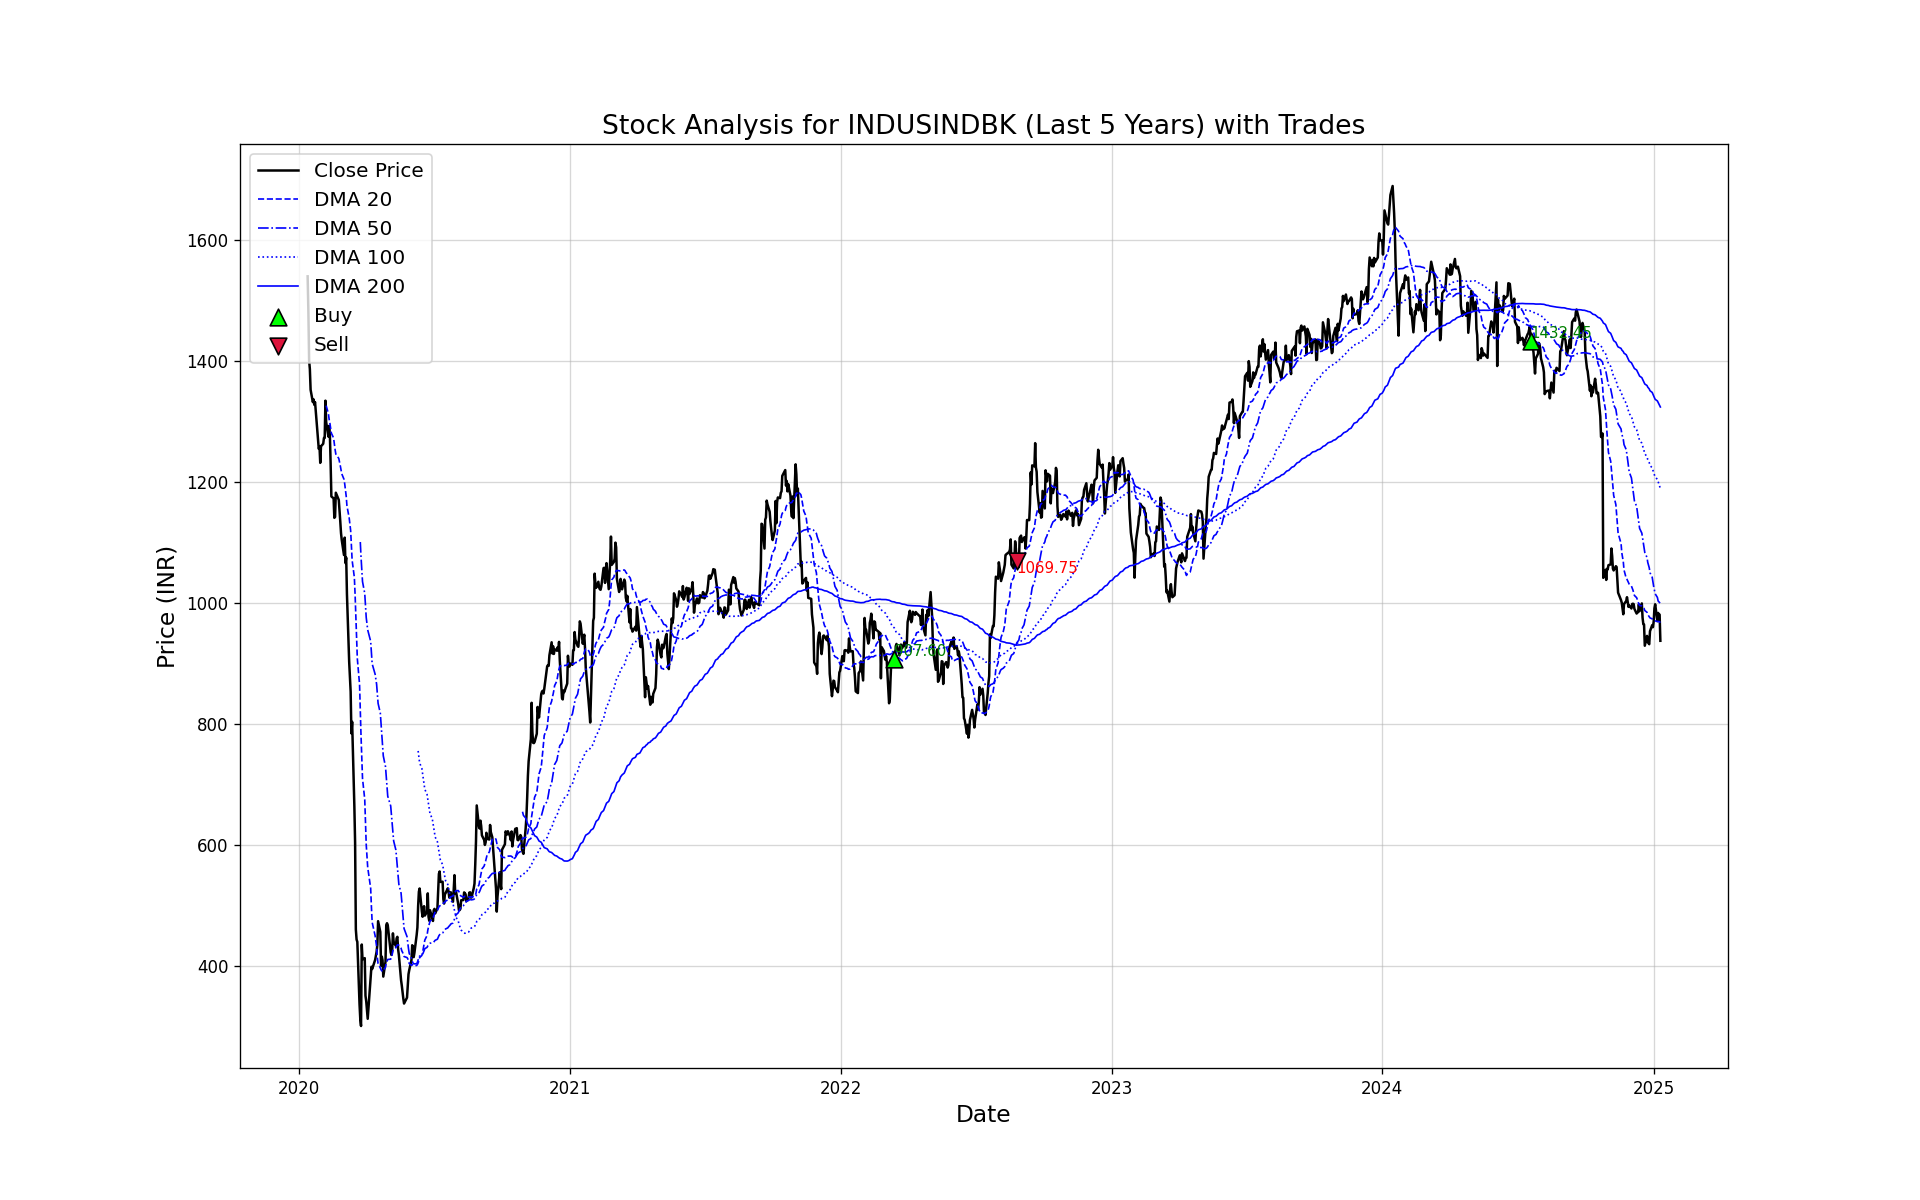 Stock Analysis for INDUSINDBK (Last 5 Years) with Trades
Close Price
DMA 20
DMA 50
DMA 100
DMA 200
Buy
Sell
Price (INR)
1600
1400
1200
1000
800
600
400
1432.45
1069.75
2020
2021
2022
2023
2024
2025
Date